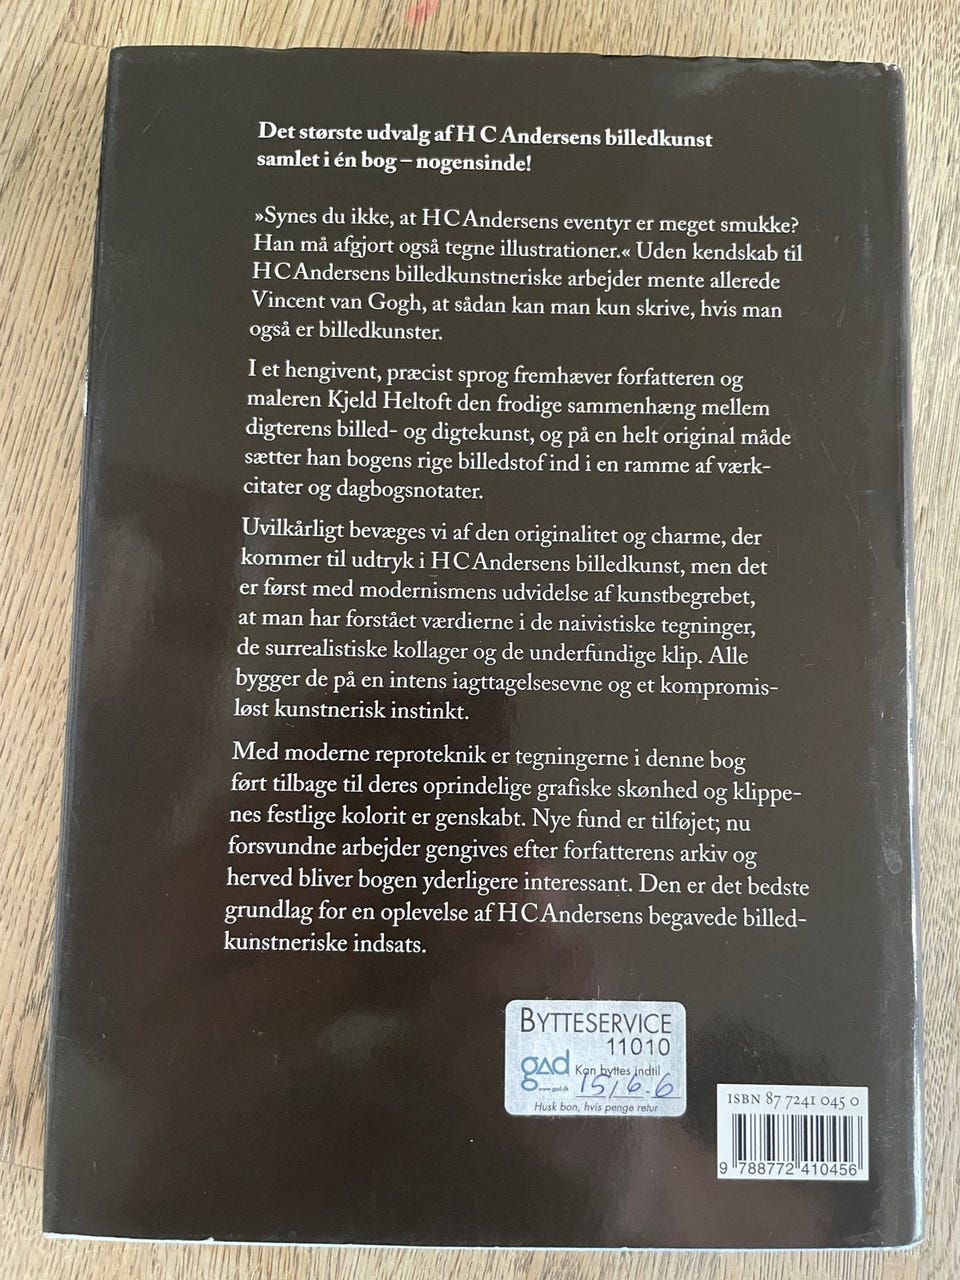 Det største udvalg af H C Andersens billedkunst
samlet i én bog – nogensinde!
»Synes du ikke, at H C Andersens eventyr er meget smukke?
Han må afgjort også tegne illustrationer.« Uden kendskab til
H C Andersens billedkunstneriske arbejder mente allerede
Vincent van Gogh, at sådan kan man kun skrive, hvis man
også er billedkunster.
I et hengivent, præcist sprog fremhæver forfatteren og
maleren Kjeld Heltoft den frodige sammenhæng mellem
digterens billed- og digtekunst, og på en helt original måde
sætter han bogens rige billedstof ind i en ramme af værk-
citater og dagbogsnotater.
Uvilkårligt bevæges vi af den originalitet og charme, der
kommer til udtryk i H C Andersens billedkunst, men det
er først med modernismens udvidelse af kunstbegrebet,
at man har forstået værdierne i de naivistiske tegninger,
de surrealistiske kollager og de underfundige klip. Alle
bygger de på en intens iagttagelsesevne og et kompromis-
løst kunstnerisk instinkt.
Med moderne reproteknik er tegningerne i denne bog
ført tilbage til deres oprindelige grafiske skønhed og klippe-
nes festlige kolorit er genskabt. Nye fund er tilføjet; nu
forsvundne arbejder gengives efter forfatterens arkiv og
herved bliver bogen yderligere interessant. Den er det bedste
grundlag for en oplevelse af H C Andersens begavede billed-
kunstneriske indsats.
BYTTESERVICE
11010
gad Kan byttes indtil
www.gad.dk 15/6-6
Husk bon, hvis penge retur
ISBN 87 7241 045 0
9 788772 410456